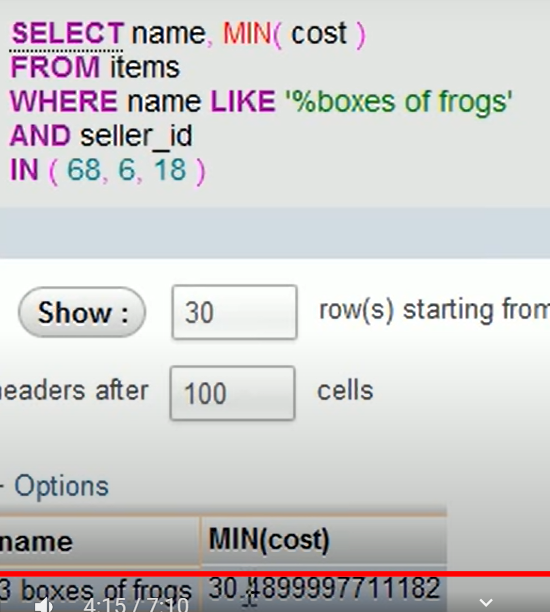 SELECT name, MIN( cost )
FROM items
WHERE name LIKE '%boxes of frogs'
AND seller_id
IN ( 68, 6, 18 )
Show : 30 row(s) starting from
eaders after 100 cells
Options
name MIN(cost)
3 boxes of frogs 30.4899997711182
4:15 / 7:10